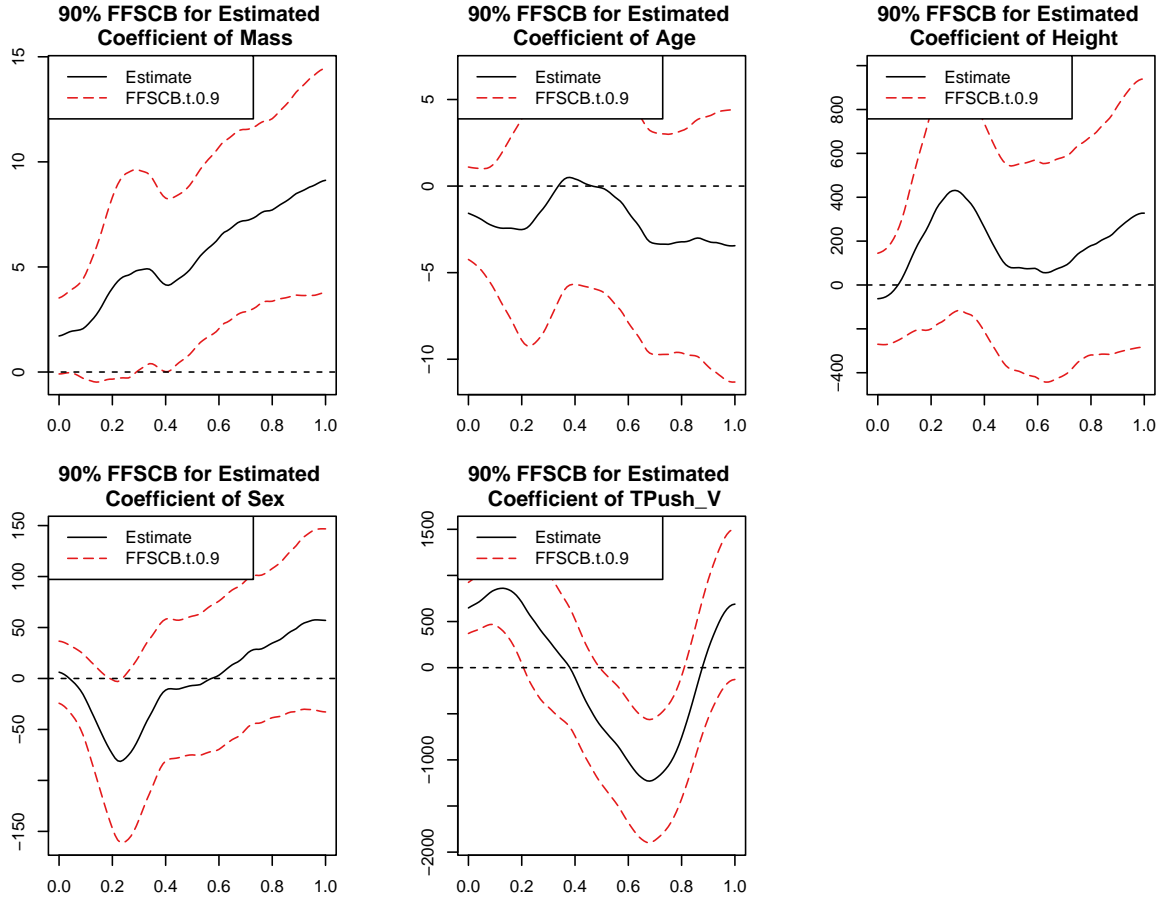 90% FFSCB for Estimated
Coefficient of Mass
15
10
5
0
Estimate
FFSCB.t.0.9
0.0 0.2 0.4 0.6 0.8 1.0
90% FFSCB for Estimated
Coefficient of Age
5
0
−5
−10
Estimate
FFSCB.t.0.9
0.0 0.2 0.4 0.6 0.8 1.0
90% FFSCB for Estimated
Coefficient of Height
800
600
400
200
0
−400
Estimate
FFSCB.t.0.9
0.0 0.2 0.4 0.6 0.8 1.0
90% FFSCB for Estimated
Coefficient of Sex
150
100
50
0
−50
−150
Estimate
FFSCB.t.0.9
0.0 0.2 0.4 0.6 0.8 1.0
90% FFSCB for Estimated
Coefficient of TPush_V
1500
500
0
−1000
−2000
Estimate
FFSCB.t.0.9
0.0 0.2 0.4 0.6 0.8 1.0